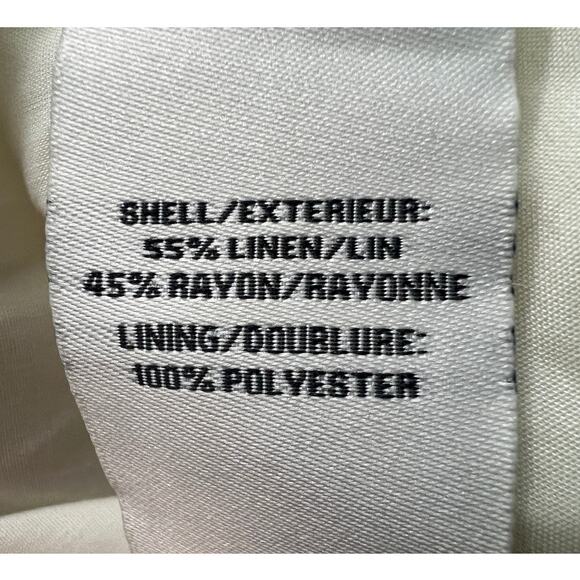 SHELL/EXTERIEUR:
55% LINEN/LIN
45% RAYON/RAYONNE
LINING/DOUBLURE:
100% POLYESTER